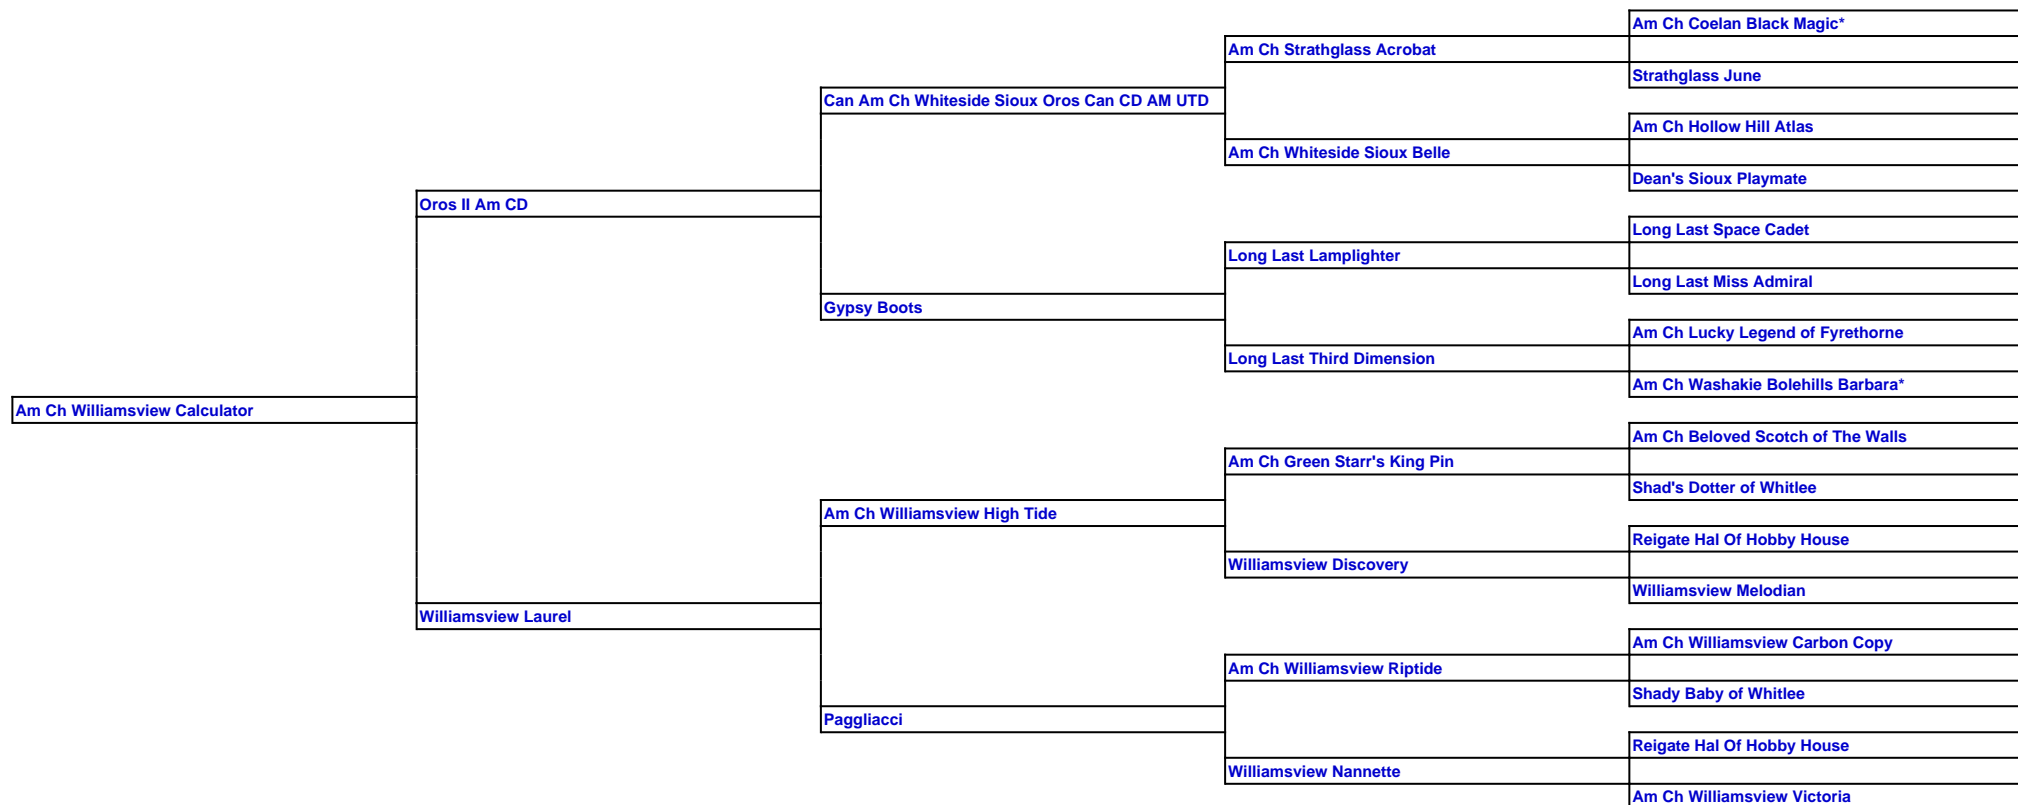 Am Ch Coelan Black Magic*
Am Ch Strathglass Acrobat
Strathglass June
Can Am Ch Whiteside Sioux Oros Can CD AM UTD
Am Ch Hollow Hill Atlas
Am Ch Whiteside Sioux Belle
Dean's Sioux Playmate
Oros II Am CD
Long Last Space Cadet
Long Last Lamplighter
Long Last Miss Admiral
Gypsy Boots
Am Ch Lucky Legend of Fyrethorne
Long Last Third Dimension
Am Ch Washakie Bolehills Barbara*
Am Ch Williamsview Calculator
Am Ch Beloved Scotch of The Walls
Am Ch Green Starr's King Pin
Shad's Dotter of Whitlee
Am Ch Williamsview High Tide
Reigate Hal Of Hobby House
Williamsview Discovery
Williamsview Melodian
Williamsview Laurel
Am Ch Williamsview Carbon Copy
Am Ch Williamsview Riptide
Shady Baby of Whitlee
Paggliacci
Reigate Hal Of Hobby House
Williamsview Nannette
Am Ch Williamsview Victoria